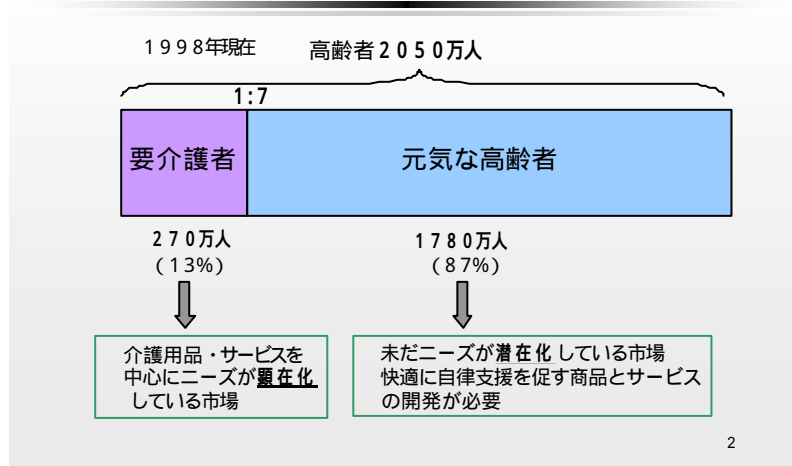 1998年現在
高齢者2050万人
1:7
要介護者
元気な高齢者
270万人
(13%)
1780万人
(87%)
介護用品・サービスを
中心にニーズが顕在化
している市場
未だニーズが潜在化している市場
快適に自律支援を促す商品とサービス
の開発が必要
2